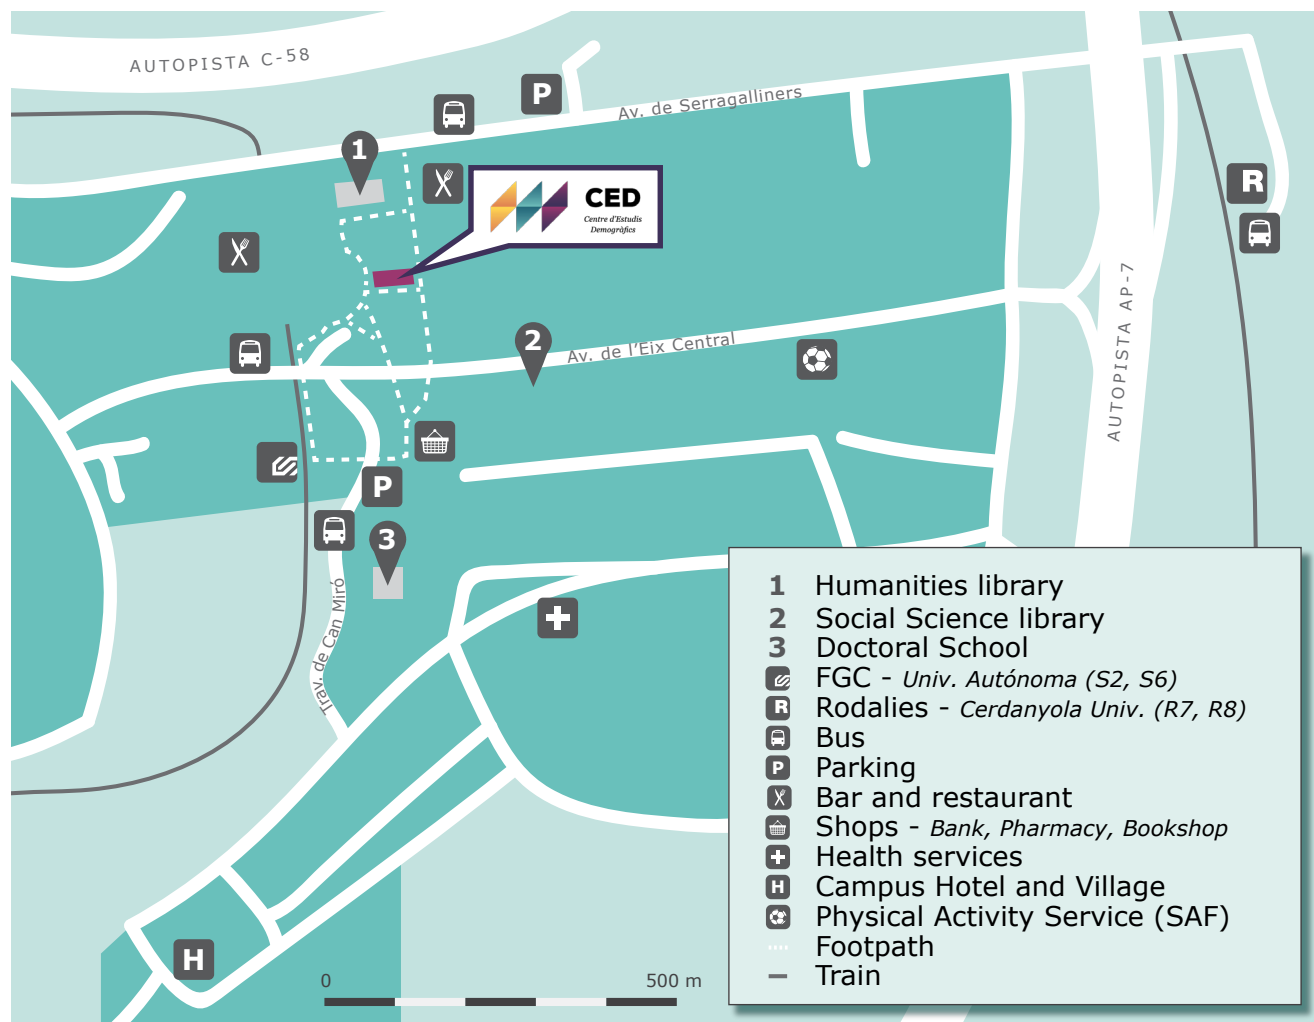 AUTOPISTA C-58
P
Av. de Serragalliners
1
CED
Centre d'Estudis
Demogràfics
R
AUTOPISTA AP-7
2
Av. de l'Eix Central
P
3
Trav. de Can Miró
H
0 500 m
1 Humanities library
2 Social Science library
3 Doctoral School
FGC - Univ. Autónoma (S2, S6)
R Rodalies - Cerdanyola Univ. (R7, R8)
Bus
P Parking
Bar and restaurant
Shops - Bank, Pharmacy, Bookshop
Health services
H Campus Hotel and Village
Physical Activity Service (SAF)
Footpath
Train